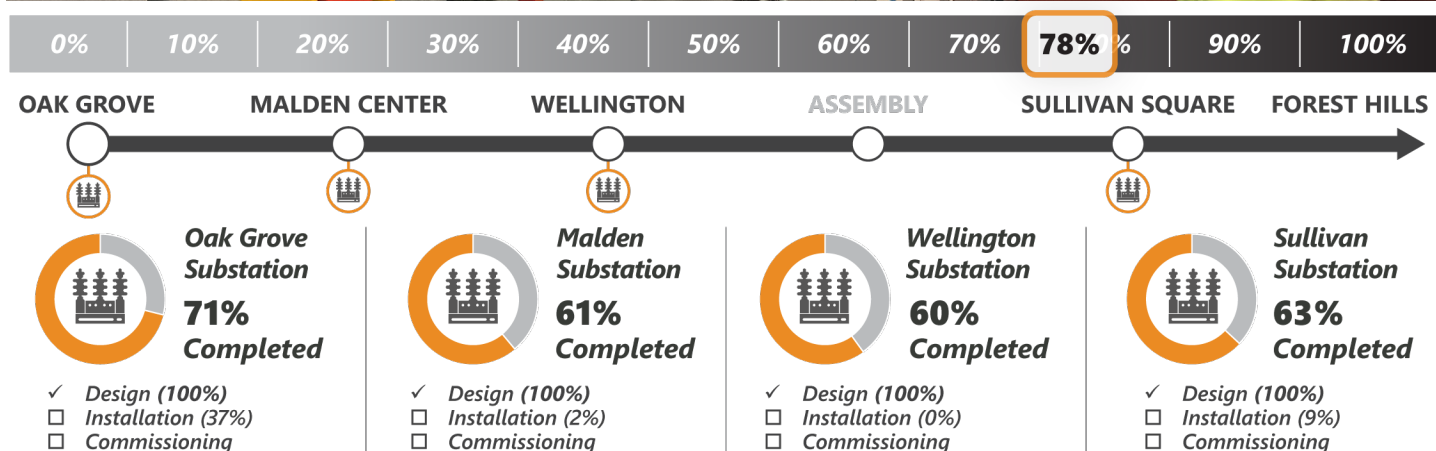 0% 10% 20% 30% 40% 50% 60% 70% 78% 90% 100%
OAK GROVE MALDEN CENTER WELLINGTON ASSEMBLY SULLIVAN SQUARE FOREST HILLS
Oak Grove
Substation
71%
Completed
✓ Design (100%)
☐ Installation (37%)
☐ Commissioning
Malden
Substation
61%
Completed
✓ Design (100%)
☐ Installation (2%)
☐ Commissioning
Wellington
Substation
60%
Completed
✓ Design (100%)
☐ Installation (0%)
☐ Commissioning
Sullivan
Substation
63%
Completed
✓ Design (100%)
☐ Installation (9%)
☐ Commissioning